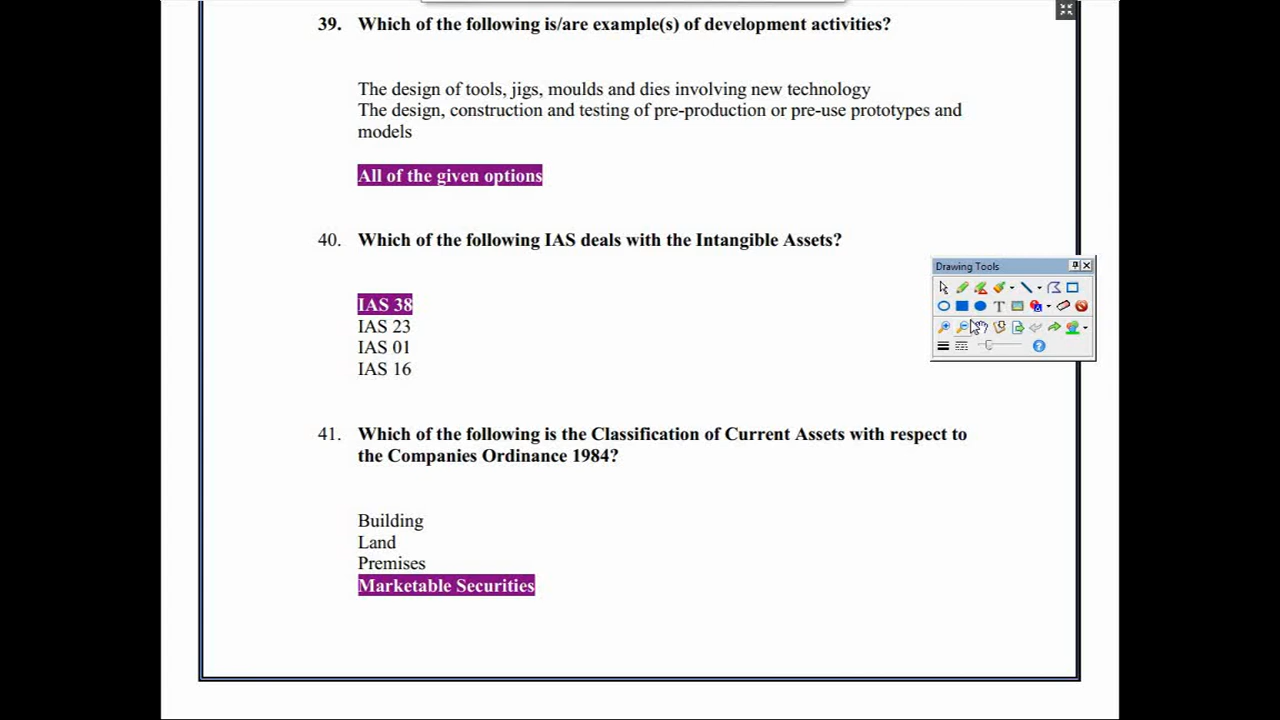 39. Which of the following is/are example(s) of development activities?
The design of tools, jigs, moulds and dies involving new technology
The design, construction and testing of pre-production or pre-use prototypes and
models
All of the given options
40. Which of the following IAS deals with the Intangible Assets?
Drawing Tools
IAS 38
IAS 23
IAS 01
IAS 16
41. Which of the following is the Classification of Current Assets with respect to
the Companies Ordinance 1984?
Building
Land
Premises
Marketable Securities